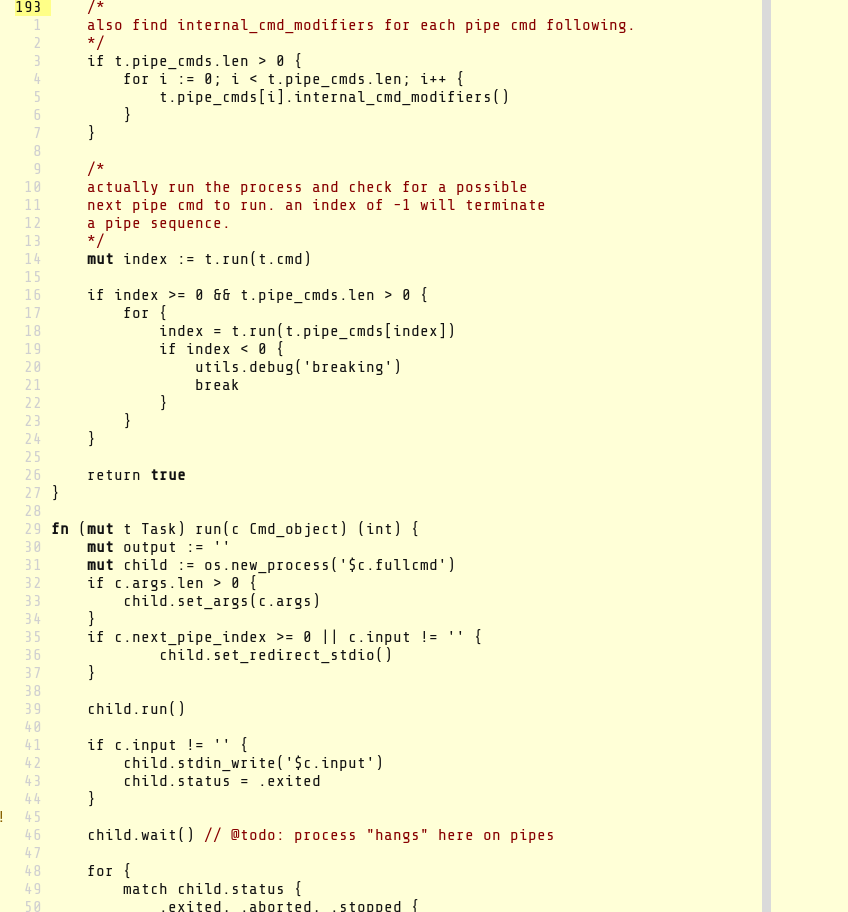 193     /*
  1     also find internal_cmd_modifiers for each pipe cmd following.
  2     */
  3     if t.pipe_cmds.len > 0 {
  4         for i := 0; i < t.pipe_cmds.len; i++ {
  5             t.pipe_cmds[i].internal_cmd_modifiers()
  6         }
  7     }
  8
  9     /*
 10     actually run the process and check for a possible
 11     next pipe cmd to run. an index of -1 will terminate
 12     a pipe sequence.
 13     */
 14     mut index := t.run(t.cmd)
 15
 16     if index >= 0 && t.pipe_cmds.len > 0 {
 17         for {
 18             index = t.run(t.pipe_cmds[index])
 19             if index < 0 {
 20                 utils.debug('breaking')
 21                 break
 22             }
 23         }
 24     }
 25
 26     return true
 27 }
 28
 29 fn (mut t Task) run(c Cmd_object) (int) {
 30     mut output := ''
 31     mut child := os.new_process('$c.fullcmd')
 32     if c.args.len > 0 {
 33         child.set_args(c.args)
 34     }
 35     if c.next_pipe_index >= 0 || c.input != '' {
 36             child.set_redirect_stdio()
 37     }
 38
 39     child.run()
 40
 41     if c.input != '' {
 42         child.stdin_write('$c.input')
 43         child.status = .exited
 44     }
! 45
 46     child.wait() // @todo: process "hangs" here on pipes
 47
 48     for {
 49         match child.status {
 50             .exited, .aborted, .stopped {